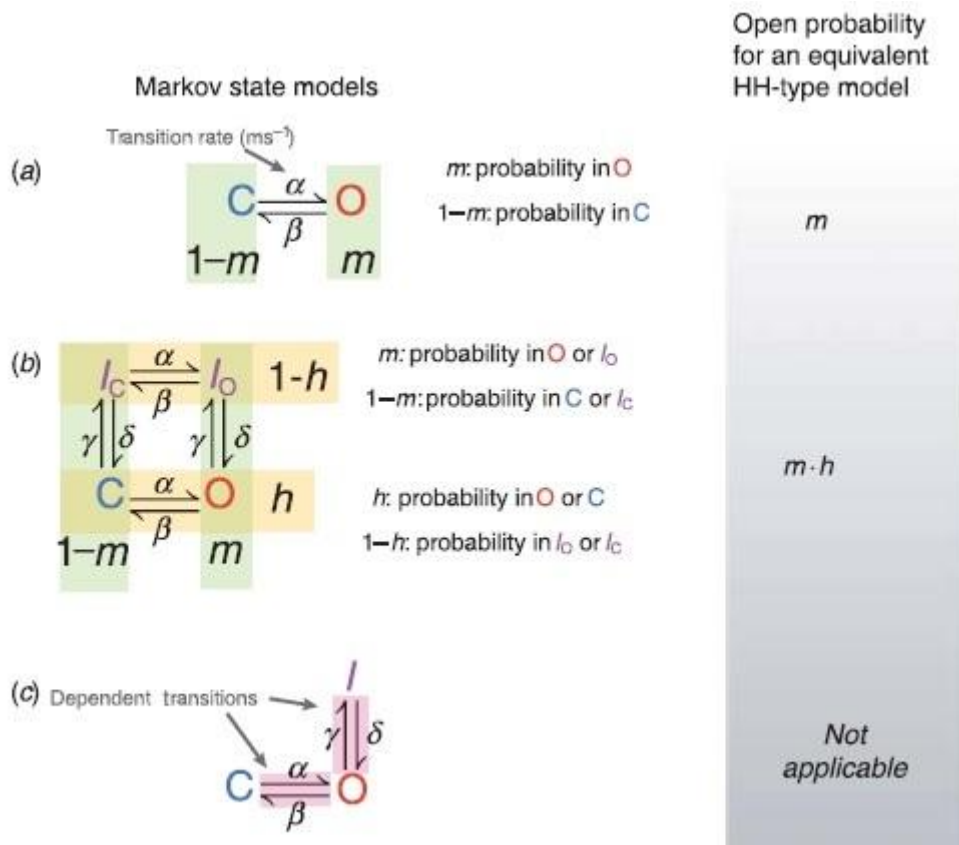 Open probability
for an equivalent
HH-type model
Markov state models
Transition rate (ms⁻¹)
(a)
C α β O
1−m m
m: probability in O
1−m: probability in C
m
(b)
I_C α β I_O 1-h
γ δ γ δ
C α β O h
1−m m
m: probability in O or I_O
1−m: probability in C or I_C
h: probability in O or C
1−h: probability in I_O or I_C
m·h
(c)
Dependent transitions
I
γ δ
C α β O
Not
applicable